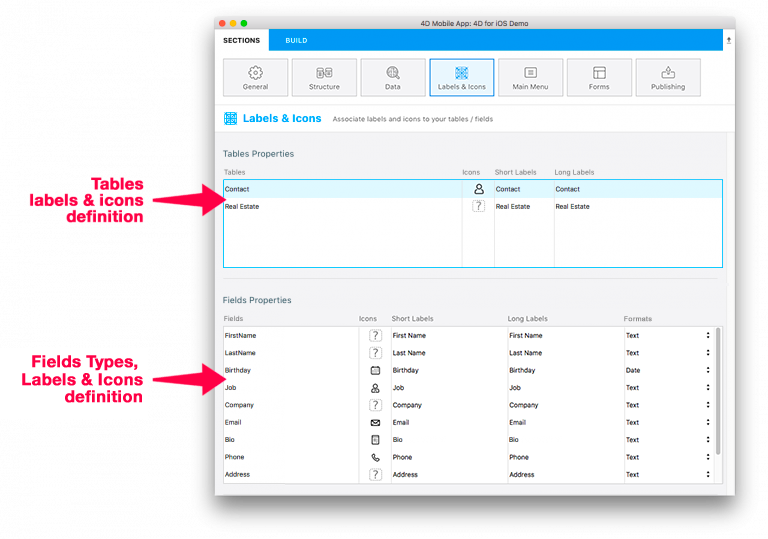 4D Mobile App: 4D for iOS Demo
SECTIONS BUILD
General Structure Data Labels & Icons Main Menu Forms Publishing
Labels & Icons Associate labels and icons to your tables / fields
Tables Properties
Tables Icons Short Labels Long Labels
Contact Contact Contact
Real Estate ? Real Estate Real Estate
Tables
labels & icons
definition
Fields Properties
Fields Icons Short Labels Long Labels Formats
FirstName ? First Name First Name Text
LastName ? Last Name Last Name Text
Birthday Birthday Birthday Date
Job Job Job Text
Company ? Company Company Text
Email Email Email Text
Bio Bio Bio Text
Phone Phone Phone Text
Address ? Address Address Text
Fields Types,
Labels & Icons
definition